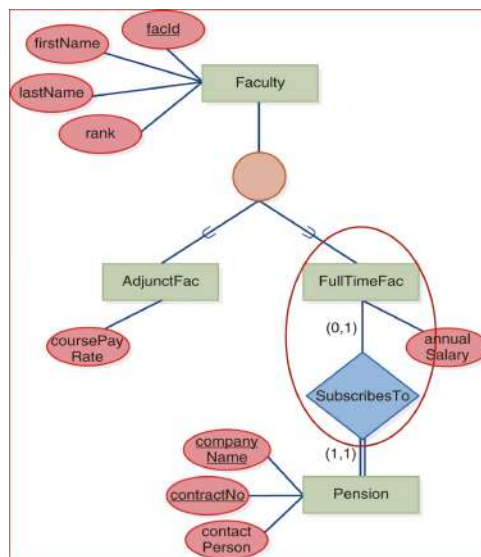 facId
firstName
Faculty
lastName
rank
AdjunctFac
FullTimeFac
coursePay
Rate
(0,1)
annual
Salary
SubscribesTo
company
Name
(1,1)
contractNo
Pension
contact
Person